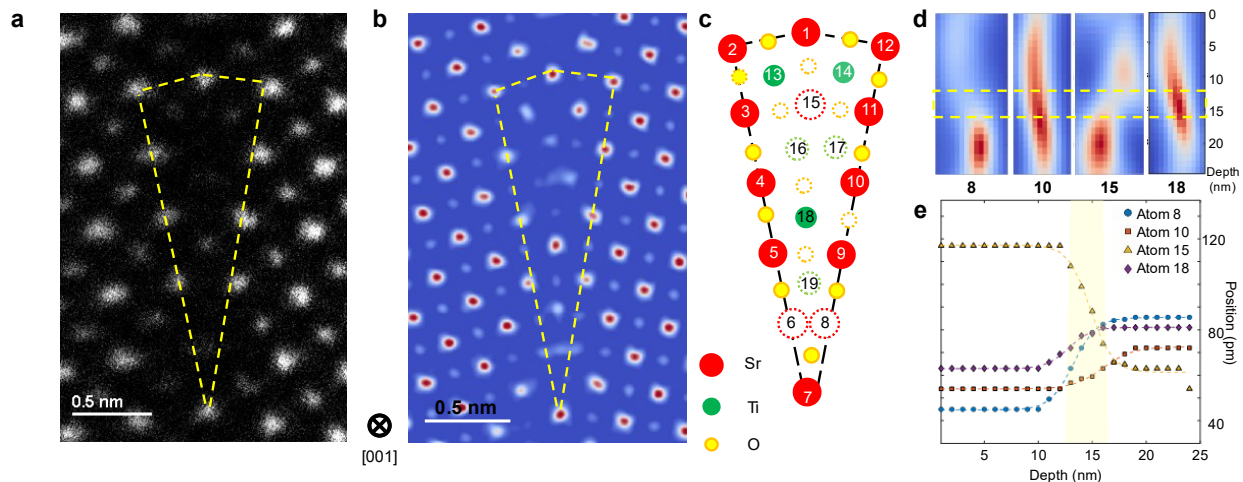 a
0.5 nm
[001]
b
0.5 nm
c
1
2
12
13
14
15
3
11
16
17
4
10
18
5
9
19
6
8
7
Sr
Ti
O
d
0
5
10
15
20
Depth
(nm)
8
10
15
18
e
Atom 8
Atom 10
Atom 15
Atom 18
120
80
40
Position (pm)
5
10
15
20
25
Depth (nm)